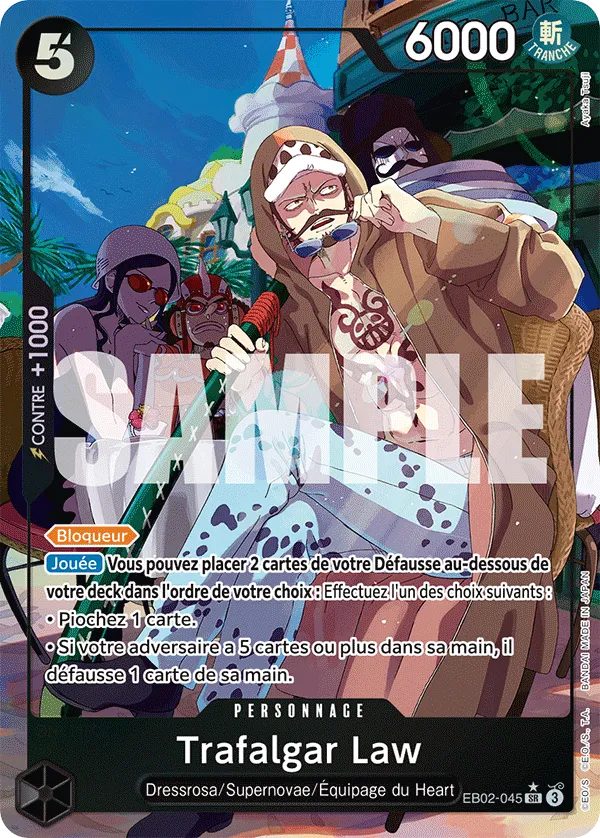 5
6000
斬
TRANCHE
BAR
Ayaka Tsuji
CONTRE +1000
SAMPLE
Bloqueur
Jouée Vous pouvez placer 2 cartes de votre Défausse au-dessous de
votre deck dans l'ordre de votre choix : Effectuez l'un des choix suivants :
• Piochez 1 carte.
• Si votre adversaire a 5 cartes ou plus dans sa main, il
défausse 1 carte de sa main.
PERSONNAGE
Trafalgar Law
Dressrosa/Supernovae/Équipage du Heart
EB02-045 SR 3
©E.O/S ©E.O./S., T.A. BANDAI MADE IN JAPAN